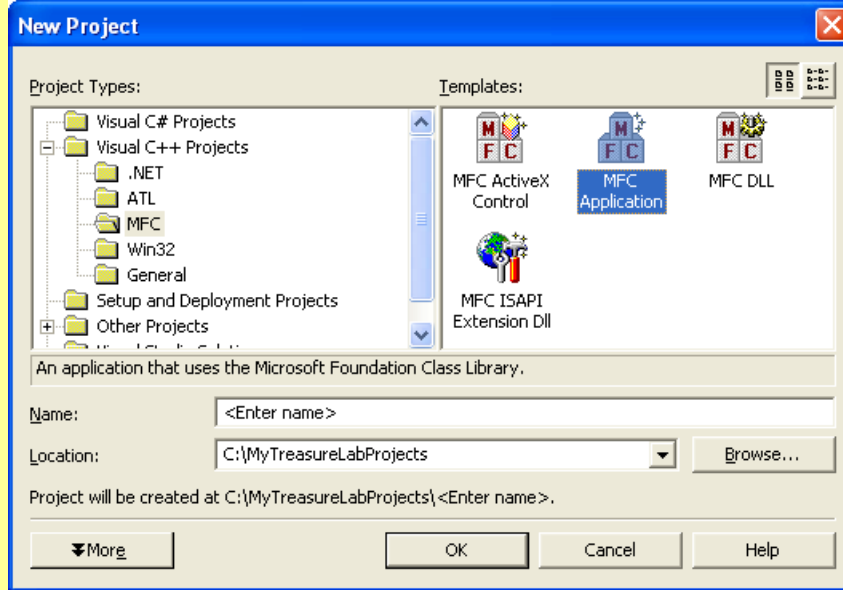 New Project
Project Types:
Templates:
Visual C# Projects
Visual C++ Projects
.NET
ATL
MFC
Win32
General
Setup and Deployment Projects
Other Projects
MFC
MFC ActiveX
Control
MFC
MFC
Application
MFC
MFC DLL
MFC ISAPI
Extension Dll
An application that uses the Microsoft Foundation Class Library.
Name:
<Enter name>
Location:
C:\MyTreasureLabProjects
Browse...
Project will be created at C:\MyTreasureLabProjects\<Enter name>.
More
OK
Cancel
Help